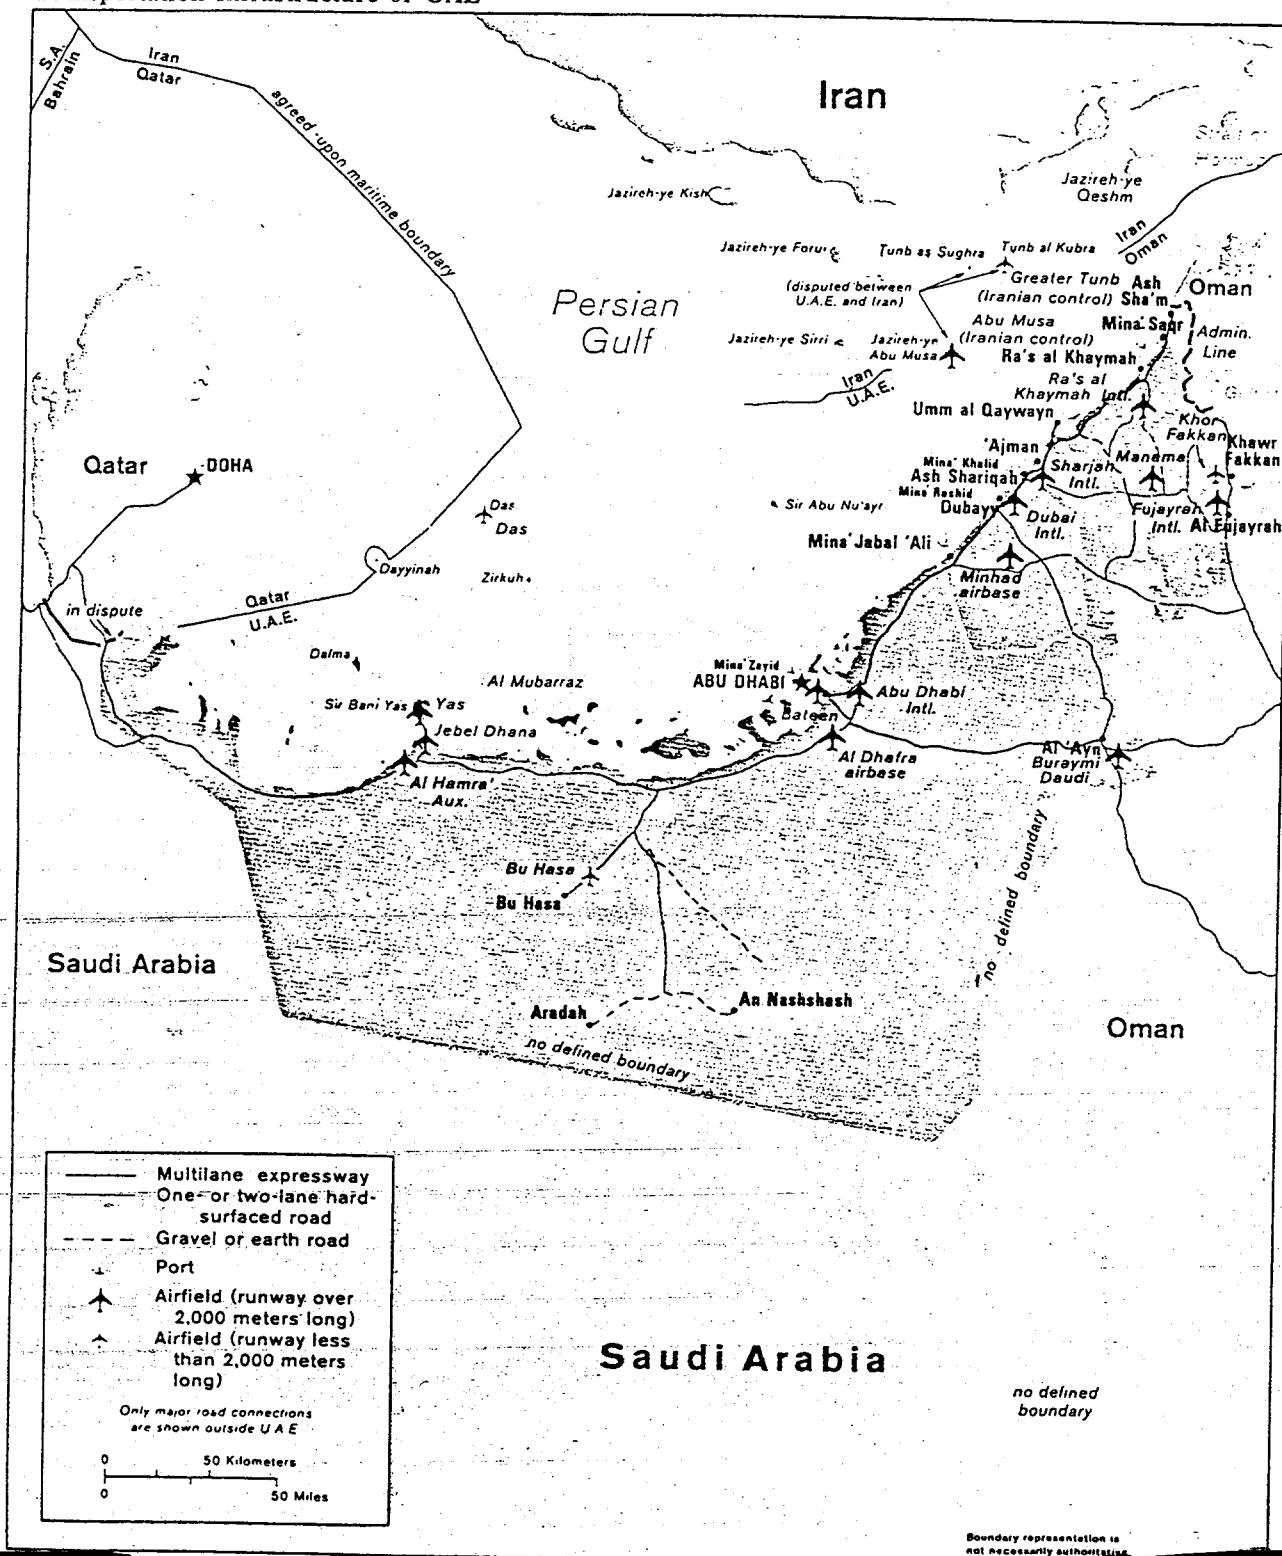 Infrastructure of UAE
S.A.
Bahrain
Iran
Qatar
agreed-upon maritime boundary
Iran
Jazireh-ye Kish
Jazireh-ye
Qeshm
Iran
Oman
Jazireh-ye Forur
Tunb as Sughra
Tunb al Kubra
(disputed between
U.A.E. and Iran)
Greater Tunb
(Iranian control)
Ash
Sha'm
Oman
Persian
Gulf
Jazireh-ye Sirri
Jazireh-ye
Abu Musa
Abu Musa
(Iranian control)
Mina' Saqr
Admin.
Line
Ra's al Khaymah
Iran
U.A.E.
Ra's al
Khaymah Intl.
Umm al Qaywayn
Khor
Fakkan
Khawr
Fakkan
'Ajman
Manama
Mina' Khalid
Ash Shariqah
Sharjah
Intl.
Mina' Rashid
Dubayy
Dubai
Intl.
Fujayrah
Intl.
Al Fujayrah
Qatar
DOHA
Das
Das
Sir Abu Nu'ayr
Mina' Jabal 'Ali
Minhad
airbase
Dayyinah
Zirkuh
in dispute
Qatar
U.A.E.
Dalma
Mina' Zayid
ABU DHABI
Abu Dhabi
Intl.
Al Mubarraz
Sir Bani Yas
Yas
Bateen
Jebel Dhana
Al Dhafra
airbase
Al 'Ayn
Buraymi
Daudi
Al Hamra'
Aux.
no defined boundary
Bu Hasa
Bu Hasa
Saudi Arabia
An Nashshash
Aradah
Oman
no defined boundary
Multilane expressway
One- or two-lane hard-
surfaced road
Gravel or earth road
Port
Airfield (runway over
2,000 meters long)
Airfield (runway less
than 2,000 meters
long)
Only major road connections
are shown outside U A E
0 50 Kilometers
0 50 Miles
Saudi Arabia
no defined
boundary
Boundary representation is
not necessarily authoritative